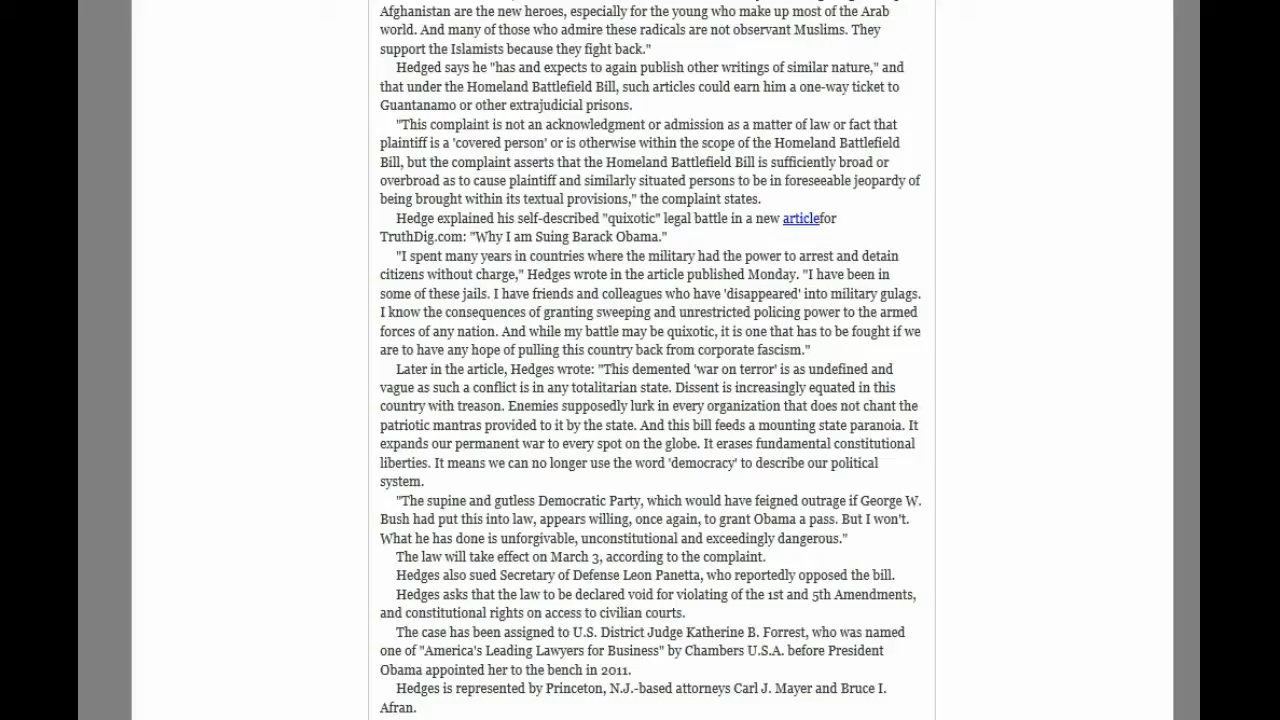 Afghanistan are the new heroes, especially for the young who make up most of the Arab
world. And many of those who admire these radicals are not observant Muslims. They
support the Islamists because they fight back."
Hedged says he "has and expects to again publish other writings of similar nature," and
that under the Homeland Battlefield Bill, such articles could earn him a one-way ticket to
Guantanamo or other extrajudicial prisons.
"This complaint is not an acknowledgment or admission as a matter of law or fact that
plaintiff is a 'covered person' or is otherwise within the scope of the Homeland Battlefield
Bill, but the complaint asserts that the Homeland Battlefield Bill is sufficiently broad or
overbroad as to cause plaintiff and similarly situated persons to be in foreseeable jeopardy of
being brought within its textual provisions," the complaint states.
Hedge explained his self-described "quixotic" legal battle in a new articlefor
TruthDig.com: "Why I am Suing Barack Obama."
"I spent many years in countries where the military had the power to arrest and detain
citizens without charge," Hedges wrote in the article published Monday. "I have been in
some of these jails. I have friends and colleagues who have 'disappeared' into military gulags.
I know the consequences of granting sweeping and unrestricted policing power to the armed
forces of any nation. And while my battle may be quixotic, it is one that has to be fought if we
are to have any hope of pulling this country back from corporate fascism."
Later in the article, Hedges wrote: "This demented 'war on terror' is as undefined and
vague as such a conflict is in any totalitarian state. Dissent is increasingly equated in this
country with treason. Enemies supposedly lurk in every organization that does not chant the
patriotic mantras provided to it by the state. And this bill feeds a mounting state paranoia. It
expands our permanent war to every spot on the globe. It erases fundamental constitutional
liberties. It means we can no longer use the word 'democracy' to describe our political
system.
"The supine and gutless Democratic Party, which would have feigned outrage if George W.
Bush had put this into law, appears willing, once again, to grant Obama a pass. But I won't.
What he has done is unforgivable, unconstitutional and exceedingly dangerous."
The law will take effect on March 3, according to the complaint.
Hedges also sued Secretary of Defense Leon Panetta, who reportedly opposed the bill.
Hedges asks that the law to be declared void for violating of the 1st and 5th Amendments,
and constitutional rights on access to civilian courts.
The case has been assigned to U.S. District Judge Katherine B. Forrest, who was named
one of "America's Leading Lawyers for Business" by Chambers U.S.A. before President
Obama appointed her to the bench in 2011.
Hedges is represented by Princeton, N.J.-based attorneys Carl J. Mayer and Bruce I.
Afran.